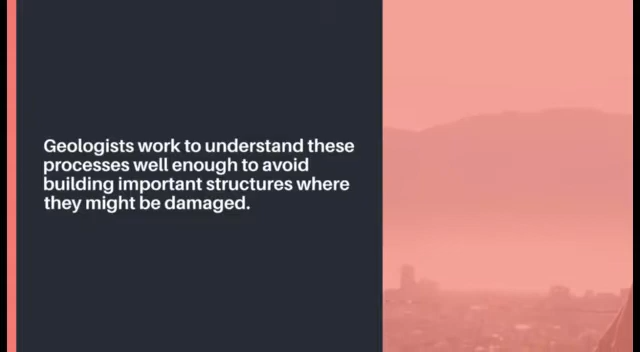 Geologists work to understand these
processes well enough to avoid
building important structures where
they might be damaged.